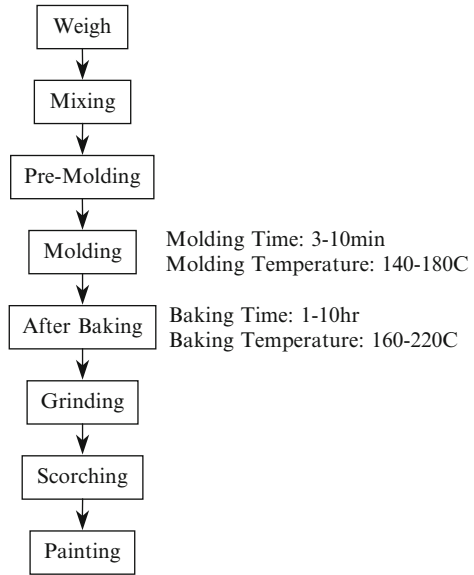 Weigh
Mixing
Pre-Molding
Molding
Molding Time: 3-10min
Molding Temperature: 140-180C
After Baking
Baking Time: 1-10hr
Baking Temperature: 160-220C
Grinding
Scorching
Painting